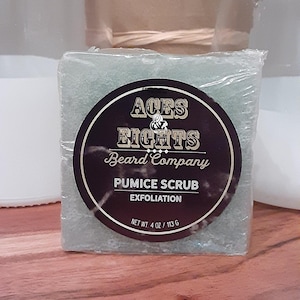 ACES
&
EIGHTS
Beard Company
PUMICE SCRUB
EXFOLIATION
NET WT. 4 OZ / 113 G